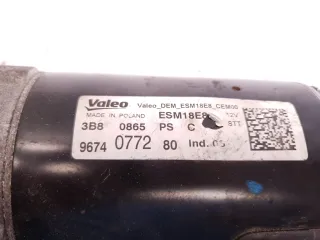 Valeo Valeo_DEM_ESM18E8_CEM00
MADE IN POLAND ESM18E8 12V
3B8 0865 PS C STT
9674 0772 80 Ind. 05